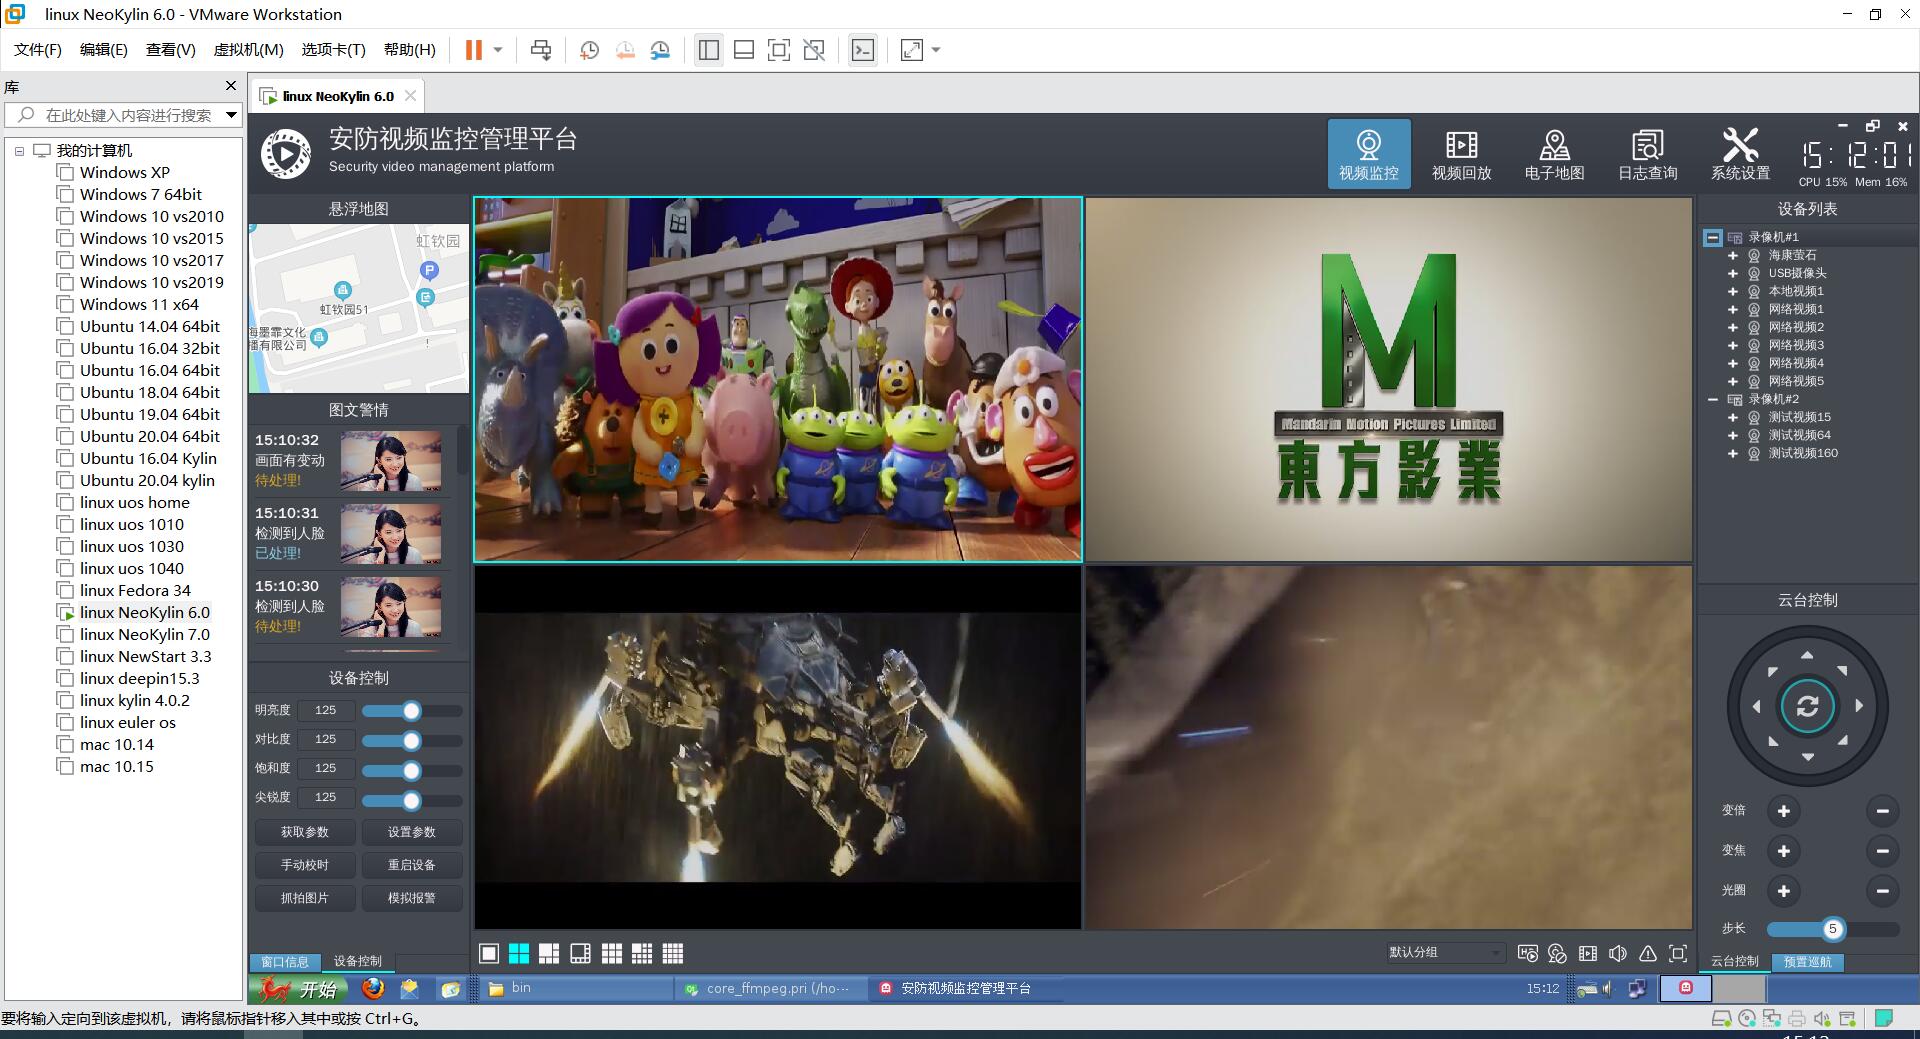 linux NeoKylin 6.0 - VMware Workstation
文件(F) 编辑(E) 查看(V) 虚拟机(M) 选项卡(T) 帮助(H)
库
在此处键入内容进行搜索
我的计算机
Windows XP
Windows 7 64bit
Windows 10 vs2010
Windows 10 vs2015
Windows 10 vs2017
Windows 10 vs2019
Windows 11 x64
Ubuntu 14.04 64bit
Ubuntu 16.04 32bit
Ubuntu 16.04 64bit
Ubuntu 18.04 64bit
Ubuntu 19.04 64bit
Ubuntu 20.04 64bit
Ubuntu 16.04 Kylin
Ubuntu 20.04 kylin
linux uos home
linux uos 1010
linux uos 1030
linux uos 1040
linux Fedora 34
linux NeoKylin 6.0
linux NeoKylin 7.0
linux NewStart 3.3
linux deepin15.3
linux kylin 4.0.2
linux euler os
mac 10.14
mac 10.15
linux NeoKylin 6.0
安防视频监控管理平台
Security video management platform
视频监控 视频回放 电子地图 日志查询 系统设置
15:12:01
CPU 15% Mem 16%
悬浮地图
虹钦园
P
虹钦园51
海墨霏文化
播有限公司
图文警情
15:10:32
画面有变动
待处理!
15:10:31
检测到人脸
已处理!
15:10:30
检测到人脸
待处理!
设备控制
明亮度 125
对比度 125
饱和度 125
尖锐度 125
获取参数 设置参数
手动校时 重启设备
抓拍图片 模拟报警
窗口信息 设备控制
Mandarin Motion Pictures Limited
東方影業
默认分组
设备列表
录像机#1
海康萤石
USB摄像头
本地视频1
网络视频1
网络视频2
网络视频3
网络视频4
网络视频5
录像机#2
测试视频15
测试视频64
测试视频160
云台控制
变倍
变焦
光圈
步长 5
云台控制 预置巡航
开始 bin core_ffmpeg.pri (/ho··· 安防视频监控管理平台 15:12
要将输入定向到该虚拟机，请将鼠标指针移入其中或按 Ctrl+G。